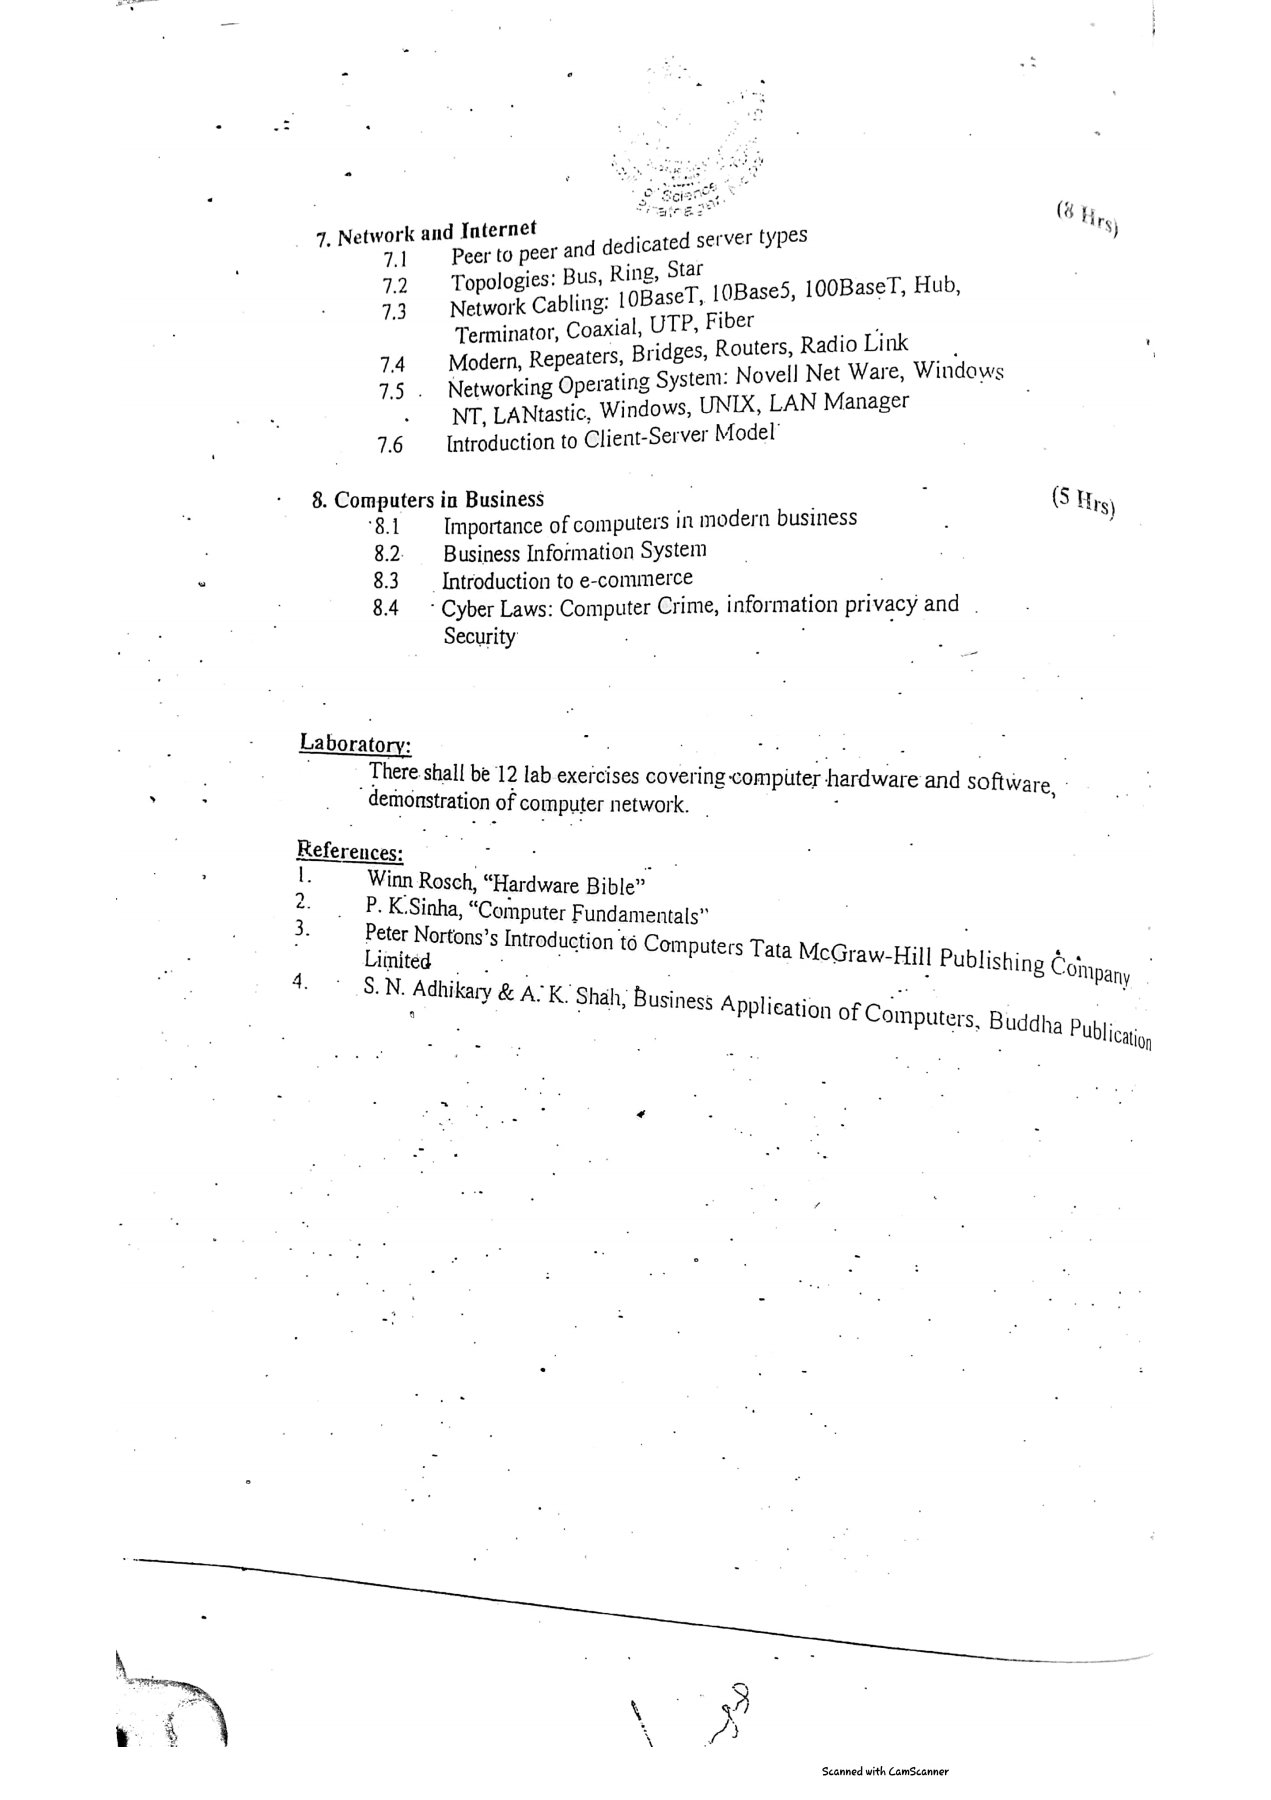 of Science
7. Network and Internet (8 Hrs)
7.1 Peer to peer and dedicated server types
7.2 Topologies: Bus, Ring, Star
7.3 Network Cabling: 10BaseT, 10Base5, 100BaseT, Hub,
Terminator, Coaxial, UTP, Fiber
7.4 Modern, Repeaters, Bridges, Routers, Radio Link
7.5 Networking Operating System: Novell Net Ware, Windows
NT, LANtastic, Windows, UNIX, LAN Manager
7.6 Introduction to Client-Server Model
8. Computers in Business (5 Hrs)
8.1 Importance of computers in modern business
8.2 Business Information System
8.3 Introduction to e-commerce
8.4 Cyber Laws: Computer Crime, information privacy and
Security
Laboratory:
There shall be 12 lab exercises covering computer hardware and software,
demonstration of computer network.
References:
1. Winn Rosch, “Hardware Bible”
2. P. K.Sinha, “Computer Fundamentals”
3. Peter Nortons’s Introduction to Computers Tata McGraw-Hill Publishing Company
Limited
4. S. N. Adhikary & A. K. Shah, Business Application of Computers, Buddha Publication
Scanned with CamScanner